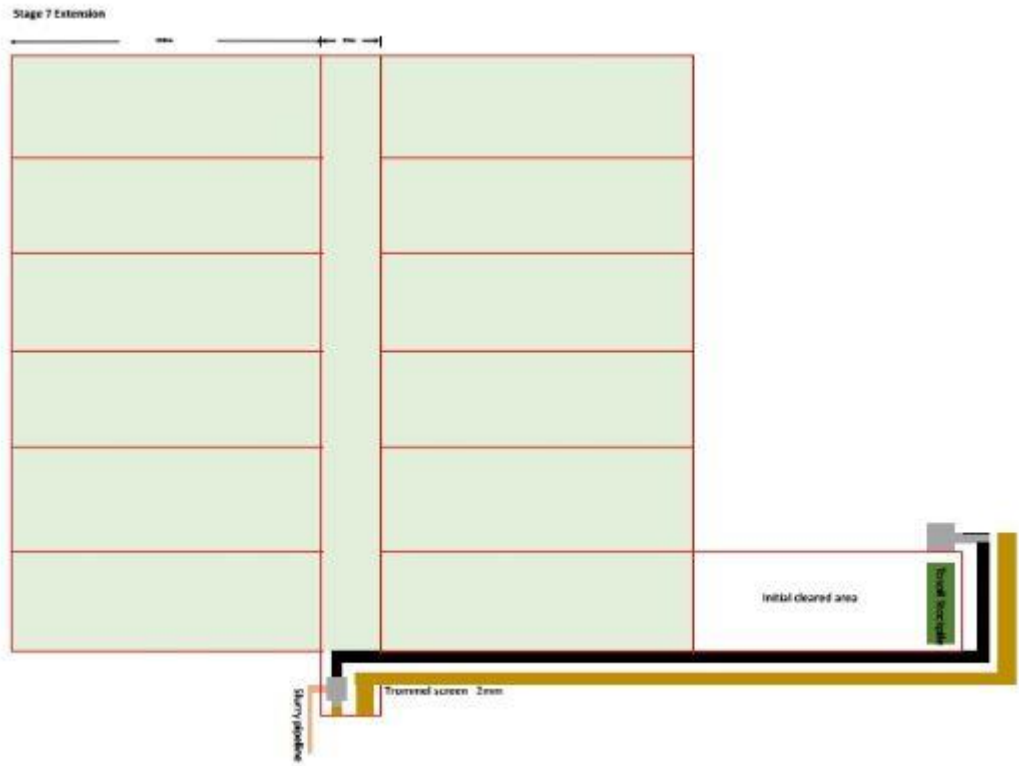 Stage 7 Extension
Initial cleared area
Topsoil Stockpile
Trommel screen 2mm
Slurry pipeline